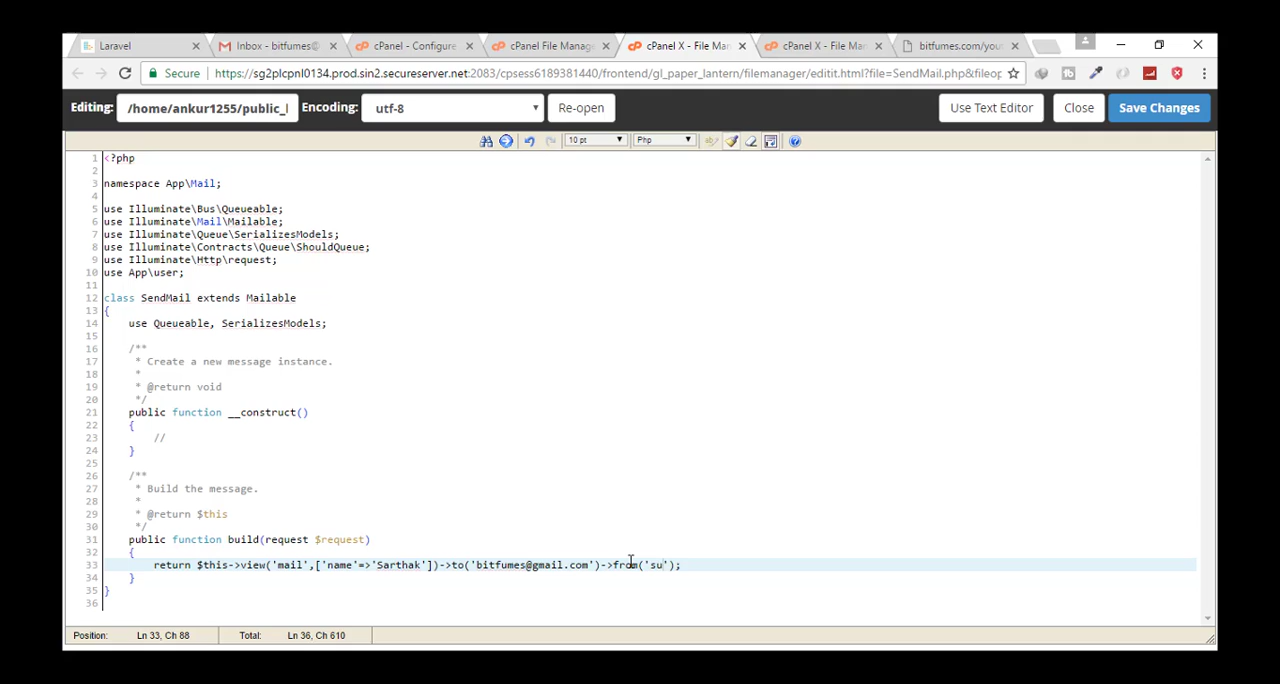 Laravel
Inbox - bitfumes@
cPanel - Configure
cPanel File Manag
cPanel X - File Mar
cPanel X - File Mar
bitfumes.com/you
Secure
https://sg2plcpnl0134.prod.sin2.secureserver.net:2083/cpsess6189381440/frontend/gl_paper_lantern/filemanager/editit.html?file=SendMail.php&fileop
Editing: /home/ankur1255/public_l Encoding: utf-8 Re-open Use Text Editor Close Save Changes
10 pt Php
1 <?php
2
3 namespace App\Mail;
4
5 use Illuminate\Bus\Queueable;
6 use Illuminate\Mail\Mailable;
7 use Illuminate\Queue\SerializesModels;
8 use Illuminate\Contracts\Queue\ShouldQueue;
9 use Illuminate\Http\request;
10 use App\user;
11
12 class SendMail extends Mailable
13 {
14 use Queueable, SerializesModels;
15
16 /**
17 * Create a new message instance.
18 *
19 * @return void
20 */
21 public function __construct()
22 {
23 //
24 }
25
26 /**
27 * Build the message.
28 *
29 * @return $this
30 */
31 public function build(request $request)
32 {
33 return $this->view('mail',['name'=>'Sarthak'])->to('bitfumes@gmail.com')->from('su');
34 }
35 }
36
Position: Ln 33, Ch 88 Total: Ln 36, Ch 610